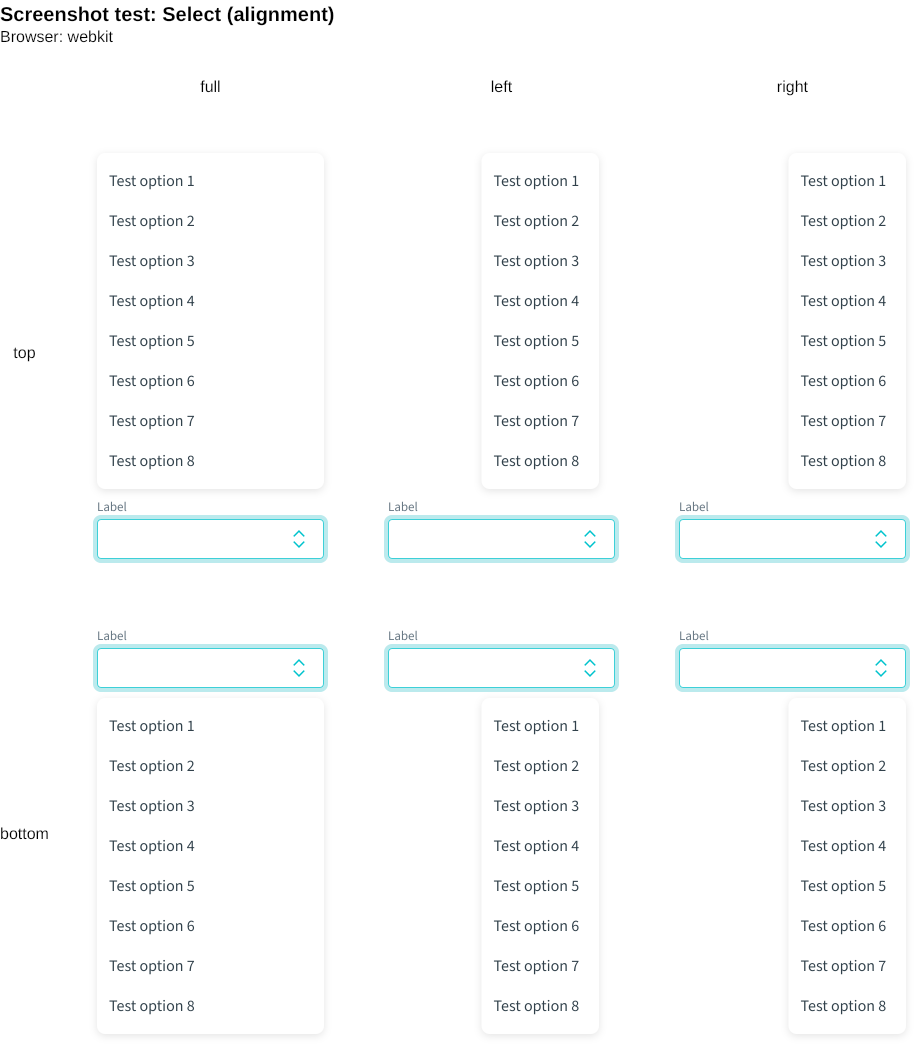 Screenshot test: Select (alignment)
Browser: webkit
full left right
Test option 1 Test option 1 Test option 1
Test option 2 Test option 2 Test option 2
Test option 3 Test option 3 Test option 3
Test option 4 Test option 4 Test option 4
Test option 5 Test option 5 Test option 5
top
Test option 6 Test option 6 Test option 6
Test option 7 Test option 7 Test option 7
Test option 8 Test option 8 Test option 8
Label Label Label
Label Label Label
Test option 1 Test option 1 Test option 1
Test option 2 Test option 2 Test option 2
Test option 3 Test option 3 Test option 3
bottom
Test option 4 Test option 4 Test option 4
Test option 5 Test option 5 Test option 5
Test option 6 Test option 6 Test option 6
Test option 7 Test option 7 Test option 7
Test option 8 Test option 8 Test option 8